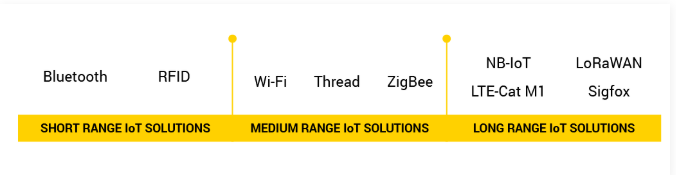 Bluetooth RFID
Wi-Fi Thread ZigBee
NB-IoT LoRaWAN
LTE-Cat M1 Sigfox
SHORT RANGE IoT SOLUTIONS
MEDIUM RANGE IoT SOLUTIONS
LONG RANGE IoT SOLUTIONS